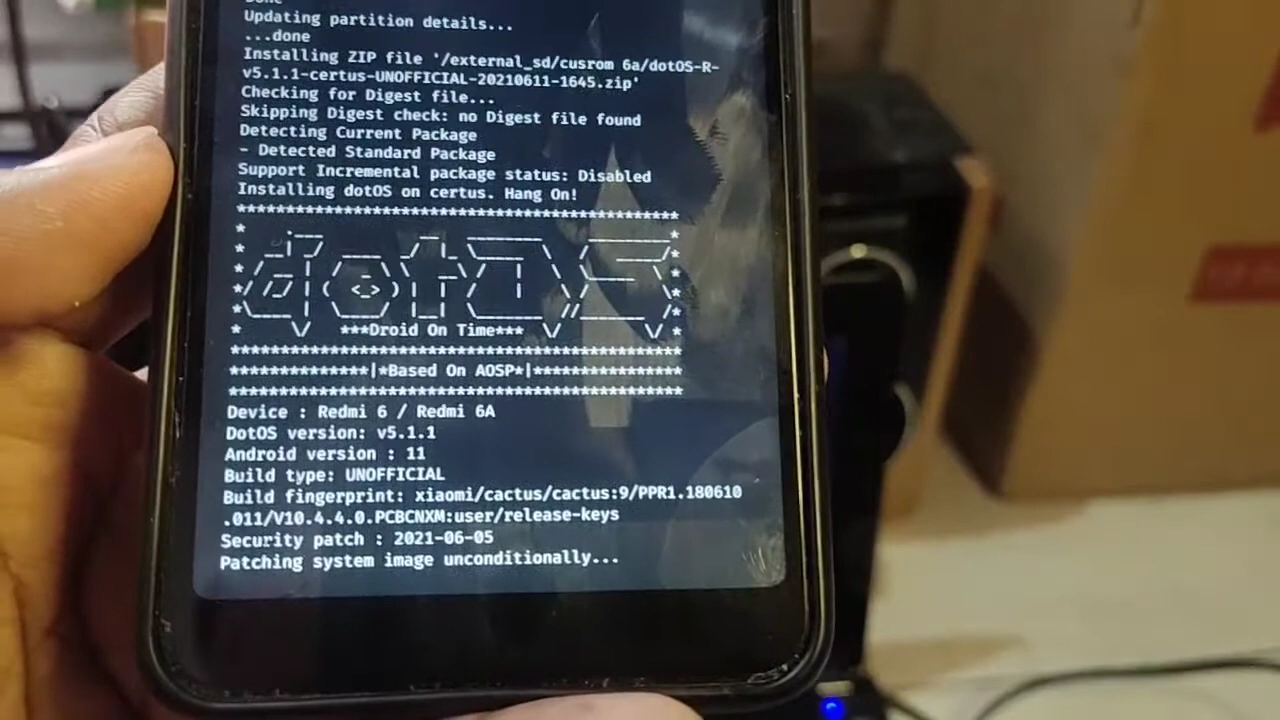 Done
Updating partition details...
...done
Installing ZIP file '/external_sd/cusrom 6a/dotOS-R-
v5.1.1-certus-UNOFFICIAL-20210611-1645.zip'
Checking for Digest file...
Skipping Digest check: no Digest file found
Detecting Current Package
- Detected Standard Package
Support Incremental package status: Disabled
Installing dotOS on certus. Hang On!
dotOS
***Droid On Time***
**************|*Based On AOSP*|***************
Device : Redmi 6 / Redmi 6A
DotOS version: v5.1.1
Android version : 11
Build type: UNOFFICIAL
Build fingerprint: xiaomi/cactus/cactus:9/PPR1.180610
.011/V10.4.4.0.PCBCNXM:user/release-keys
Security patch : 2021-06-05
Patching system image unconditionally...